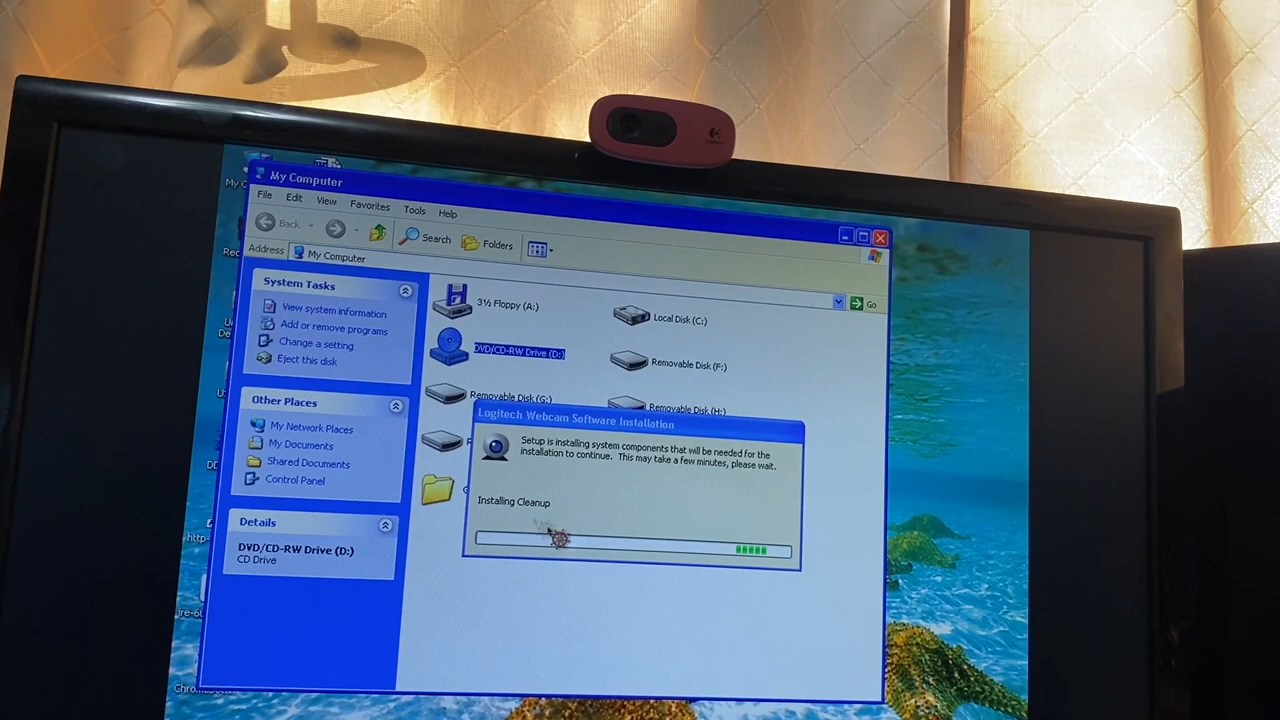 My Computer
File Edit View Favorites Tools Help
Back Search Folders
Address My Computer Go
System Tasks
View system information
Add or remove programs
Change a setting
Eject this disk
Other Places
My Network Places
My Documents
Shared Documents
Control Panel
Details
DVD/CD-RW Drive (D:)
CD Drive
3½ Floppy (A:)
Local Disk (C:)
DVD/CD-RW Drive (D:)
Removable Disk (F:)
Removable Disk (G:)
Removable Disk (H:)
Logitech Webcam Software Installation
Setup is installing system components that will be needed for the
installation to continue. This may take a few minutes, please wait.
Installing Cleanup